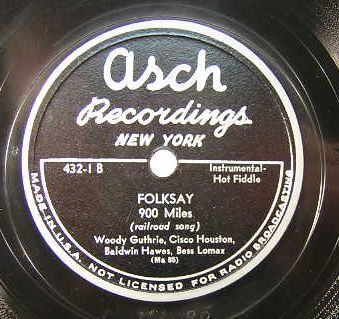 asch
Recordings
NEW YORK
432-1 B
Instrumental-
Hot Fiddle
FOLKSAY
900 Miles
(railroad song)
Woody Guthrie, Cisco Houston,
Baldwin Hawes, Bess Lomax
(Ma 85)
MADE IN U.S.A. NOT LICENSED FOR RADIO BROADCASTING